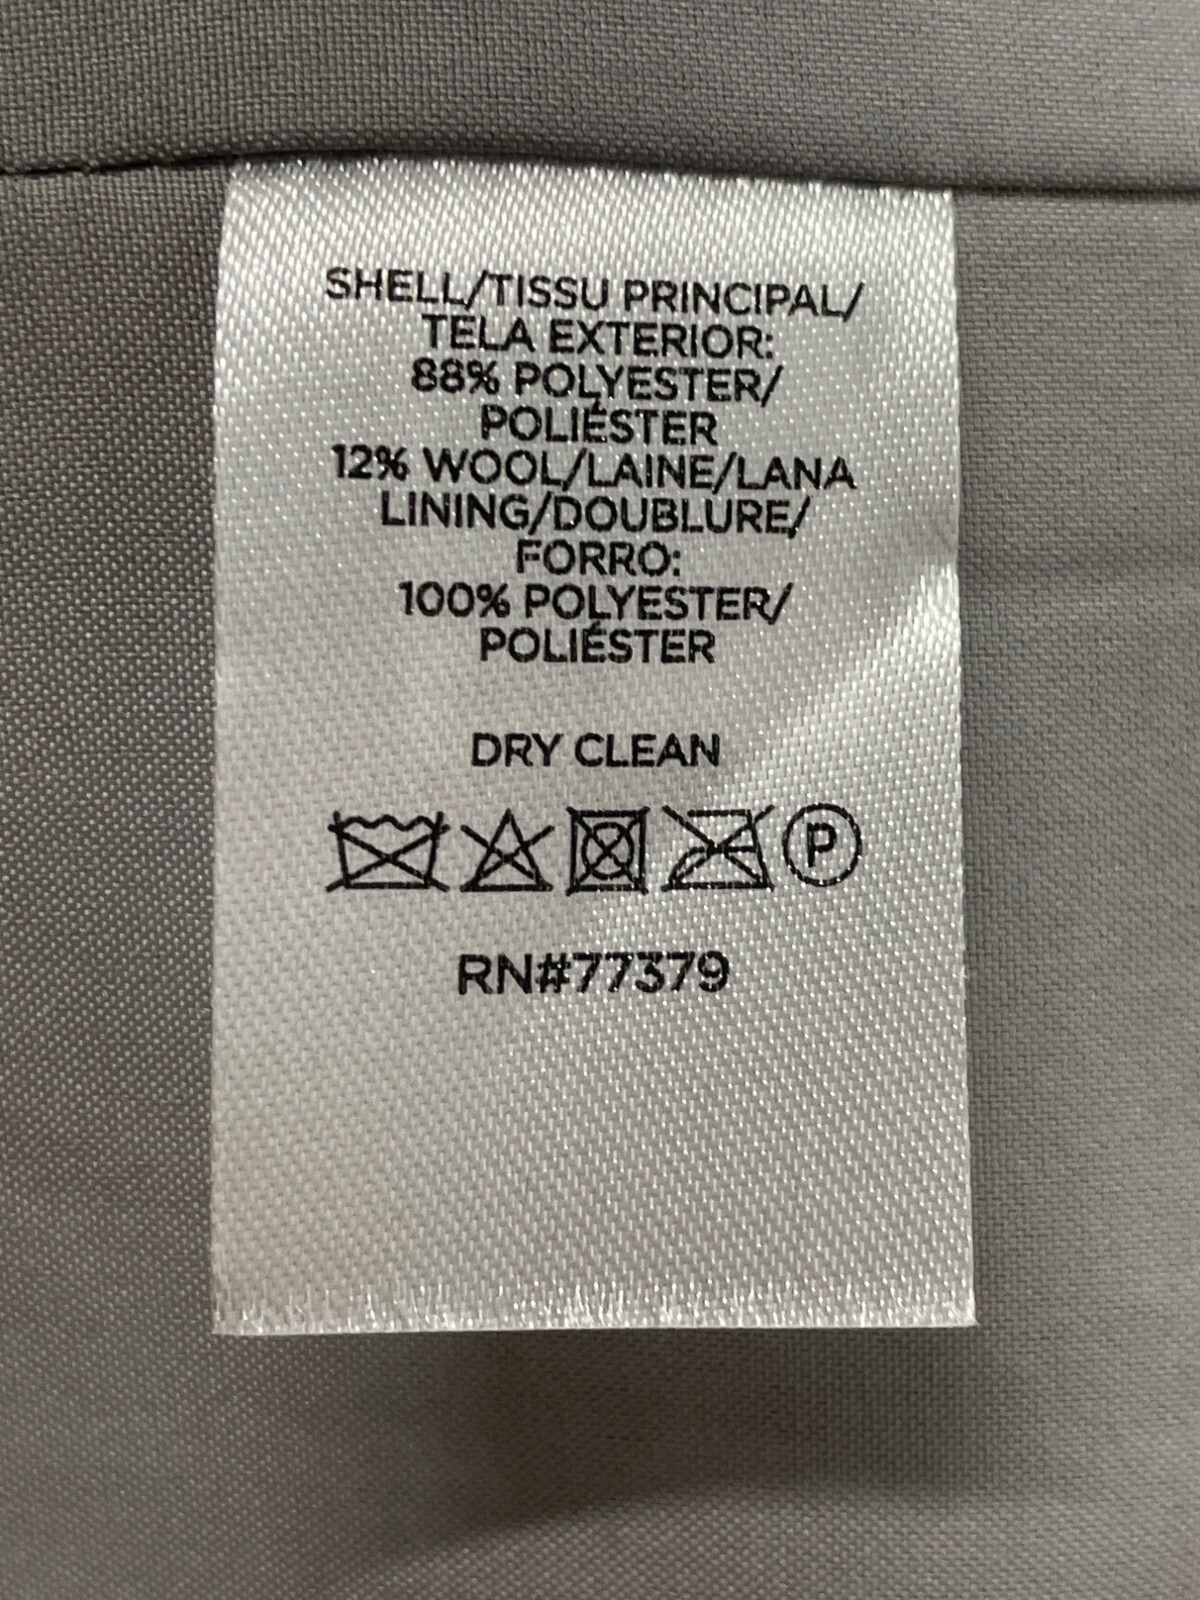 SHELL/TISSU PRINCIPAL/
TELA EXTERIOR:
88% POLYESTER/
POLIÉSTER
12% WOOL/LAINE/LANA
LINING/DOUBLURE/
FORRO:
100% POLYESTER/
POLIÉSTER
DRY CLEAN
P
RN#77379